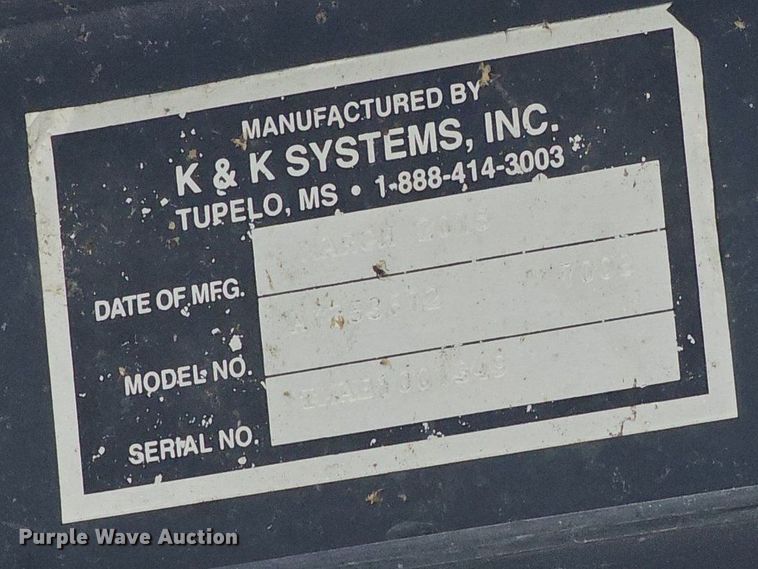 MANUFACTURED BY
K & K SYSTEMS, INC.
TUPELO, MS • 1-888-414-3003
DATE OF MFG.
MODEL NO.
SERIAL NO.
Purple Wave Auction